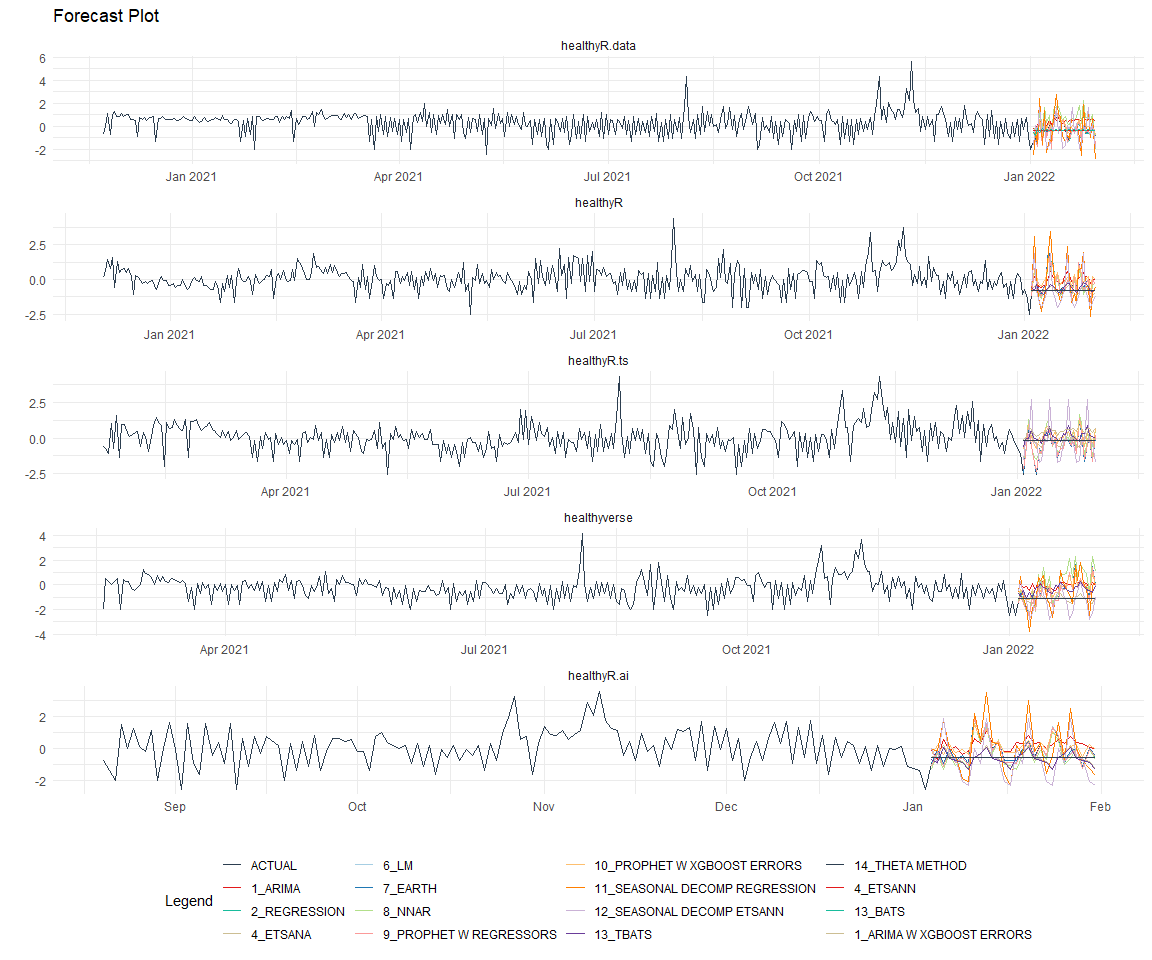 Forecast Plot
healthyR.data
6
4
2
0
-2
Jan 2021 Apr 2021 Jul 2021 Oct 2021 Jan 2022
healthyR
2.5
0.0
-2.5
Jan 2021 Apr 2021 Jul 2021 Oct 2021 Jan 2022
healthyR.ts
2.5
0.0
-2.5
Apr 2021 Jul 2021 Oct 2021 Jan 2022
healthyverse
4
2
0
-2
-4
Apr 2021 Jul 2021 Oct 2021 Jan 2022
healthyR.ai
2
0
-2
Sep Oct Nov Dec Jan Feb
Legend
ACTUAL 6_LM 10_PROPHET W XGBOOST ERRORS 14_THETA METHOD
1_ARIMA 7_EARTH 11_SEASONAL DECOMP REGRESSION 4_ETSANN
2_REGRESSION 8_NNAR 12_SEASONAL DECOMP ETSANN 13_BATS
4_ETSANA 9_PROPHET W REGRESSORS 13_TBATS 1_ARIMA W XGBOOST ERRORS